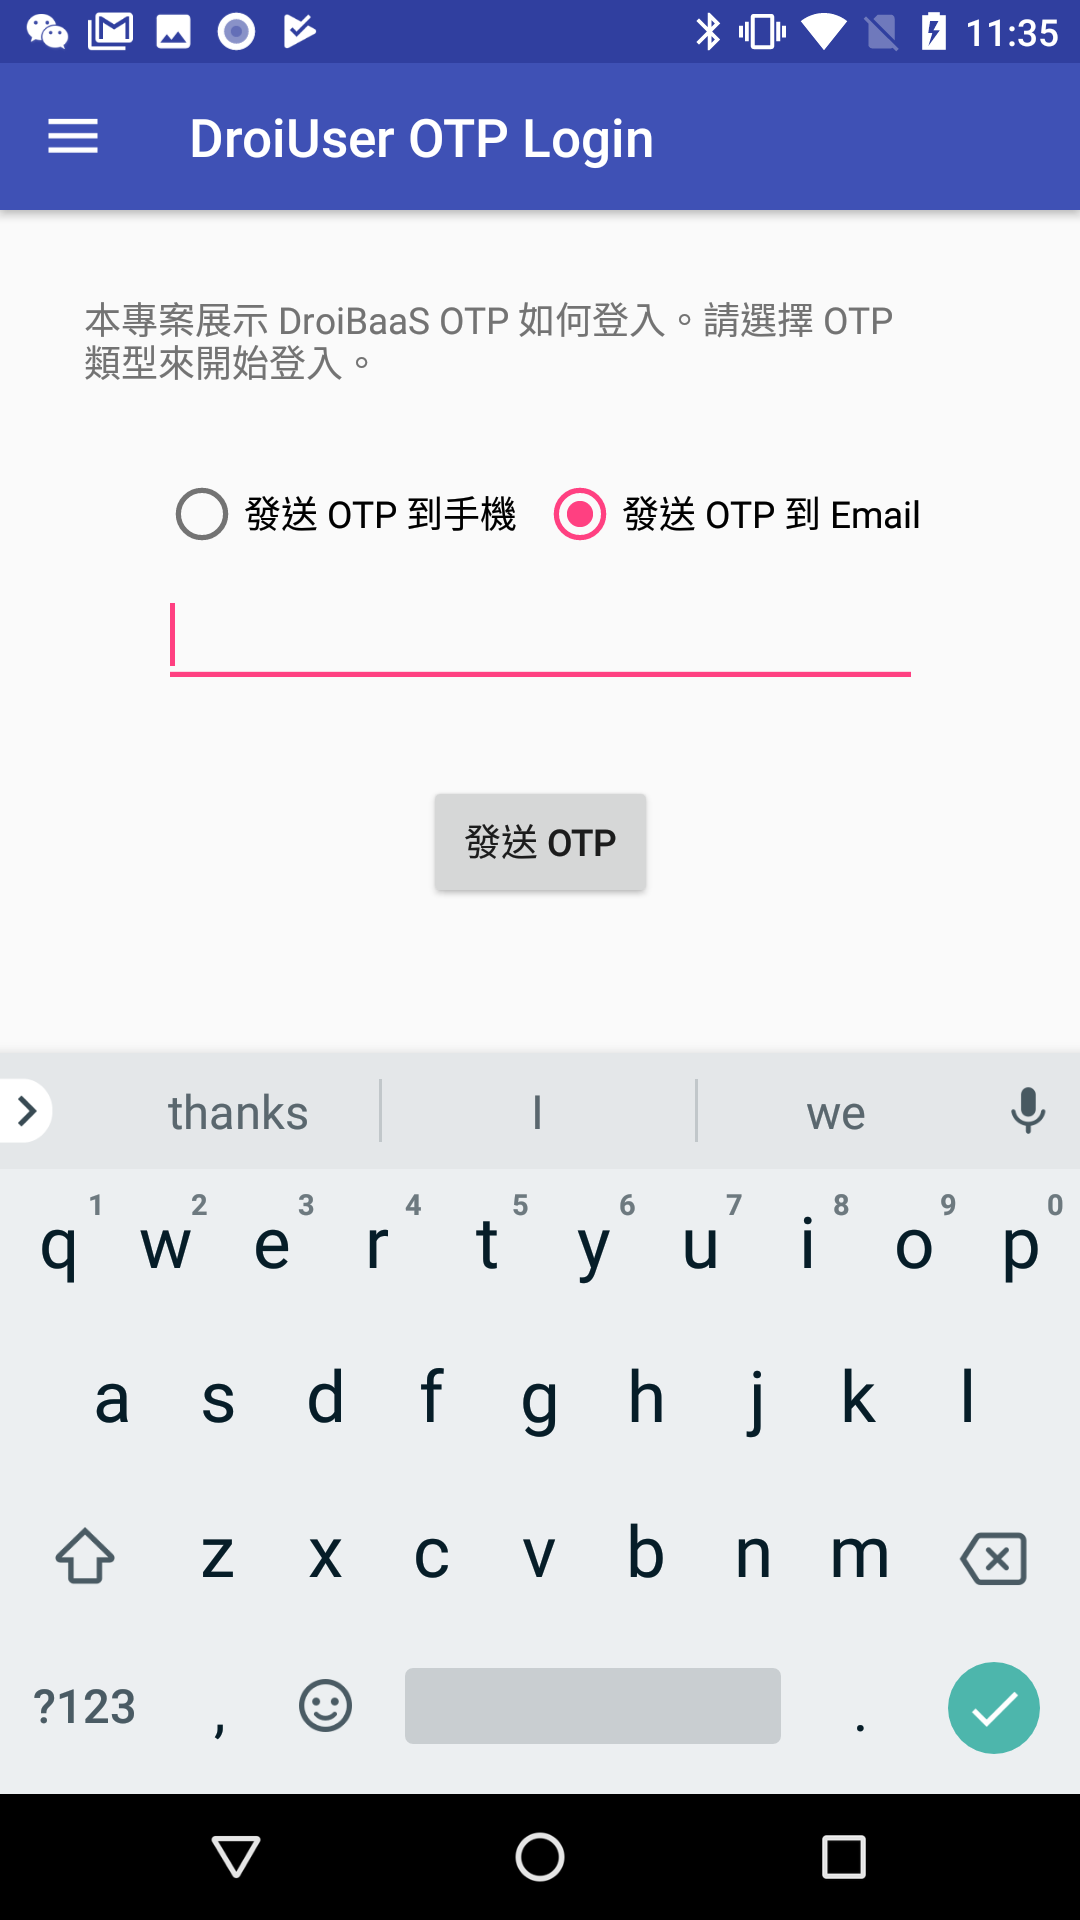 11:35
DroiUser OTP Login
本專案展示 DroiBaaS OTP 如何登入。請選擇 OTP
類型來開始登入。
發送 OTP 到手機 發送 OTP 到 Email
發送 OTP
thanks I we
1 2 3 4 5 6 7 8 9 0
q w e r t y u i o p
a s d f g h j k l
z x c v b n m
?123 , .